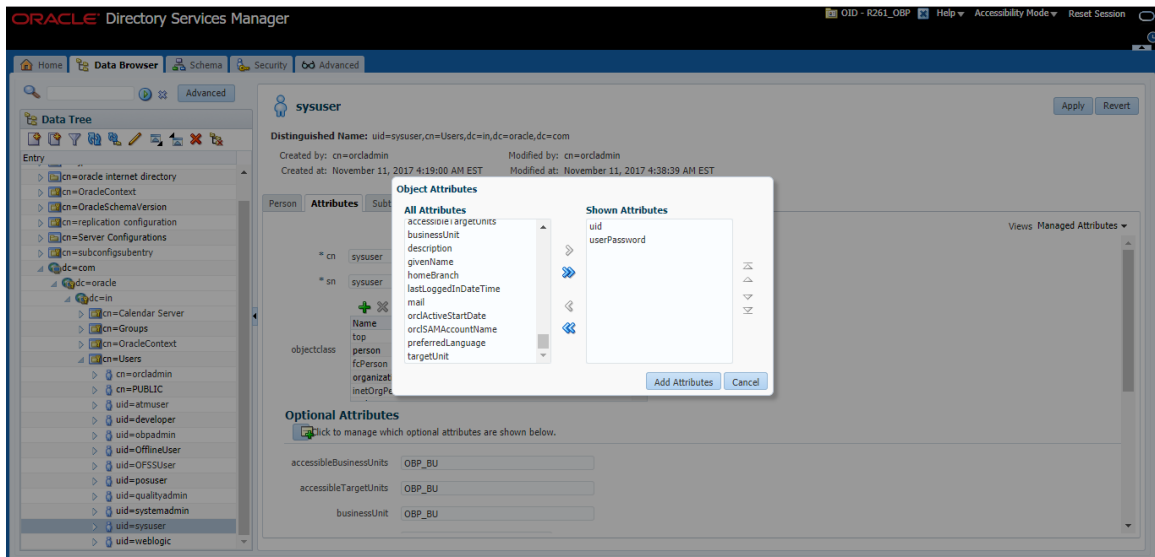 ORACLE Directory Services Manager
OID - R261_OBP Help Accessibility Mode Reset Session
Home Data Browser Schema Security Advanced
Advanced
Data Tree
Entry
cn=oracle internet directory
cn=OracleContext
cn=OracleSchemaVersion
cn=replication configuration
cn=Server Configurations
cn=subconfigsubentry
dc=com
dc=oracle
dc=in
cn=Calendar Server
cn=Groups
cn=OracleContext
cn=Users
cn=orcladmin
cn=PUBLIC
uid=atmuser
uid=developer
uid=obpadmin
uid=OfflineUser
uid=OFSSUser
uid=posuser
uid=qualityadmin
uid=systemadmin
uid=sysuser
uid=weblogic
sysuser
Apply Revert
Distinguished Name: uid=sysuser,cn=Users,dc=in,dc=oracle,dc=com
Created by: cn=orcladmin Modified by: cn=orcladmin
Created at: November 11, 2017 4:19:00 AM EST Modified at: November 11, 2017 4:38:39 AM EST
Person Attributes Subt
Views Managed Attributes
* cn sysuser
* sn sysuser
Name
objectclass
top
person
fcPerson
organizat
inetOrgPe
Object Attributes
All Attributes
accessibleTargetUnits
businessUnit
description
givenName
homeBranch
lastLoggedInDateTime
mail
orclActiveStartDate
orclSAMAccountName
preferredLanguage
targetUnit
Shown Attributes
uid
userPassword
Add Attributes Cancel
Optional Attributes
Click to manage which optional attributes are shown below.
accessibleBusinessUnits OBP_BU
accessibleTargetUnits OBP_BU
businessUnit OBP_BU